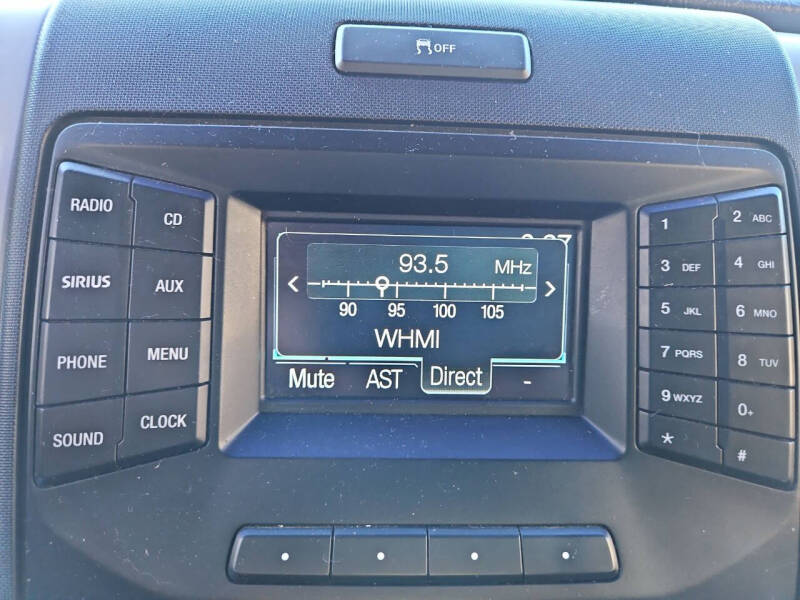 OFF
RADIO
CD
SIRIUS
AUX
PHONE
MENU
SOUND
CLOCK
93.5 MHz
< >
90 95 100 105
WHMI
Mute AST Direct -
1
2 ABC
3 DEF
4 GHI
5 JKL
6 MNO
7 PQRS
8 TUV
9 WXYZ
0+
*
#